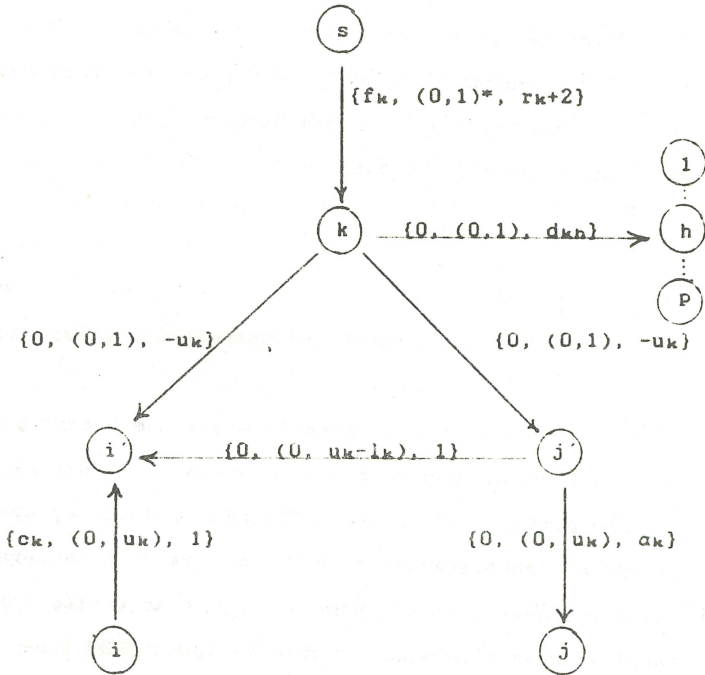 s
{fk, (0,1)*, rk+2}
1
k
{0, (0,1), dkh}
h
P
{0, (0,1), -uk}
{0, (0,1), -uk}
i´
{0, (0, uk-lk), 1}
j´
{ck, (0, uk), 1}
{0, (0, uk), ak}
i
j